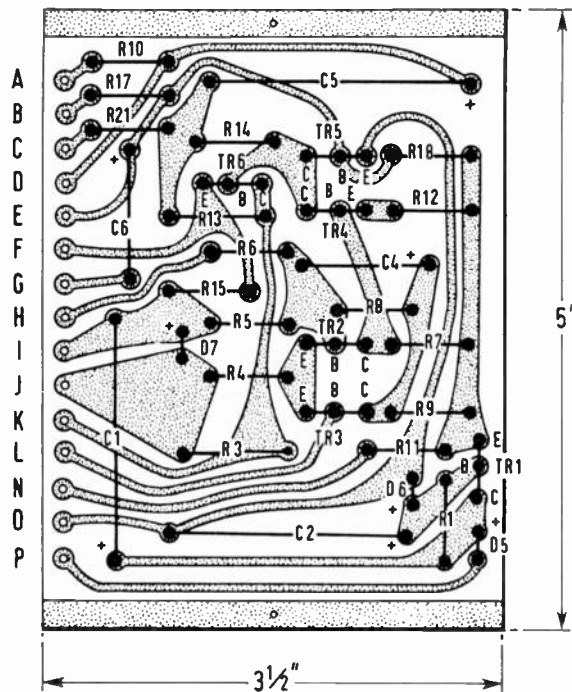 R10
A
R17
C5
B
+
R21
C
+
R14
TR5
R18
TR6
B
E
D
E
B
C
C
C
B
E
R12
E
R13
TR4
C6
F
R6
C4
+
G
R15
R8
H
+
R5
TR2
R7
I
D7
E
B
C
J
R4
E
B
C
R9
K
C1
TR3
R11
E
L
R3
B
TR1
D6
N
R1
C
+
+
O
C2
+
D5
P
+
5"
3½"